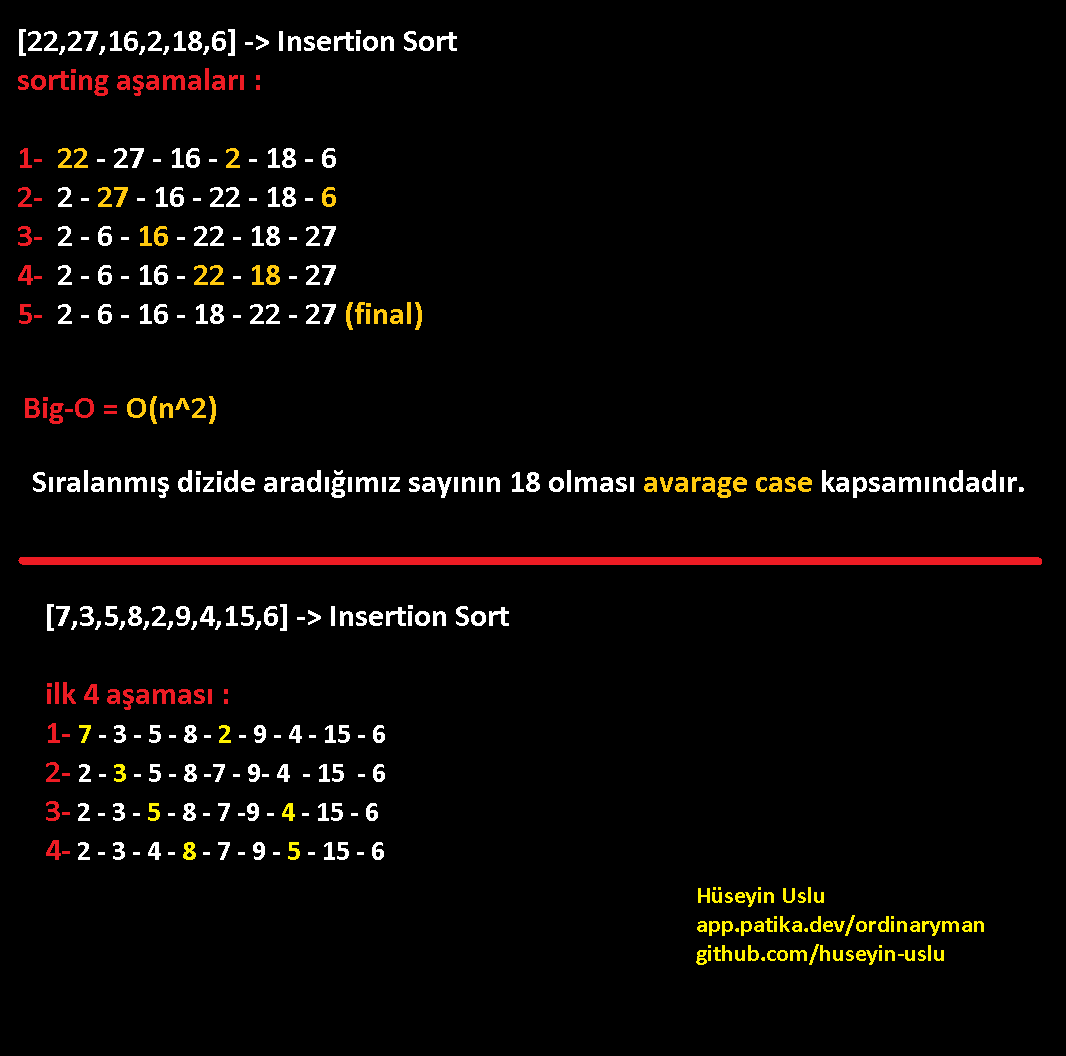 [22,27,16,2,18,6] -> Insertion Sort
sorting aşamaları :
1- 22 - 27 - 16 - 2 - 18 - 6
2- 2 - 27 - 16 - 22 - 18 - 6
3- 2 - 6 - 16 - 22 - 18 - 27
4- 2 - 6 - 16 - 22 - 18 - 27
5- 2 - 6 - 16 - 18 - 22 - 27 (final)
Big-O = O(n^2)
Sıralanmış dizide aradığımız sayının 18 olması avarage case kapsamındadır.
[7,3,5,8,2,9,4,15,6] -> Insertion Sort
ilk 4 aşaması :
1- 7 - 3 - 5 - 8 - 2 - 9 - 4 - 15 - 6
2- 2 - 3 - 5 - 8 -7 - 9- 4 - 15 - 6
3- 2 - 3 - 5 - 8 - 7 -9 - 4 - 15 - 6
4- 2 - 3 - 4 - 8 - 7 - 9 - 5 - 15 - 6
Hüseyin Uslu
app.patika.dev/ordinaryman
github.com/huseyin-uslu